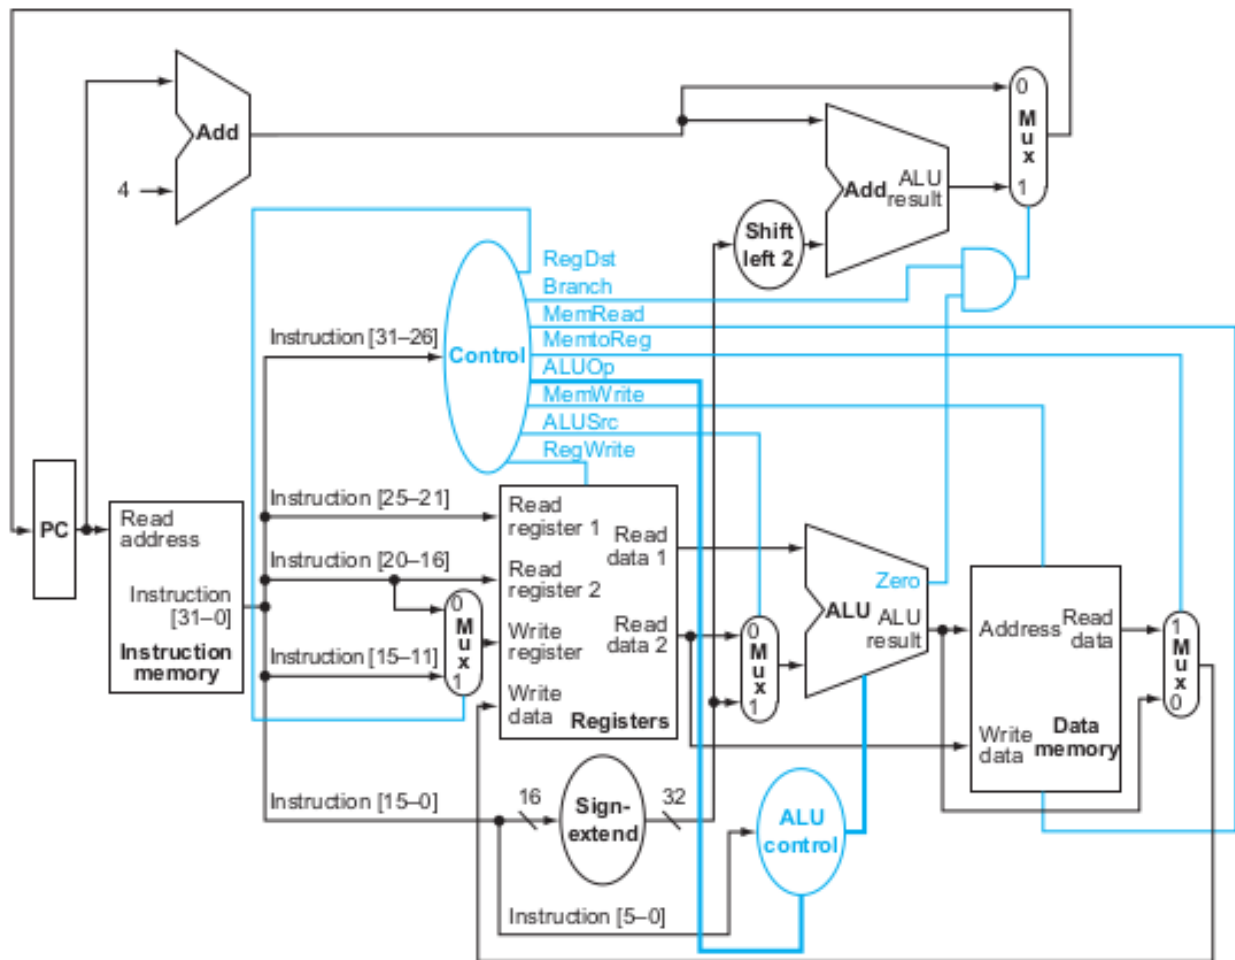 Add
4
0
M
u
x
1
Add
ALU
result
Shift
left 2
RegDst
Branch
MemRead
MemtoReg
ALUOp
MemWrite
ALUSrc
RegWrite
Instruction [31–26]
Control
PC
Read
address
Instruction
[31–0]
Instruction
memory
Instruction [25–21]
Instruction [20–16]
Instruction [15–11]
0
M
u
x
1
Read
register 1
Read
register 2
Write
register
Write
data
Read
data 1
Read
data 2
Registers
0
M
u
x
1
Zero
ALU
ALU
result
Address
Read
data
Write
data
Data
memory
1
M
u
x
0
Instruction [15–0]
16
Sign-
extend
32
ALU
control
Instruction [5–0]